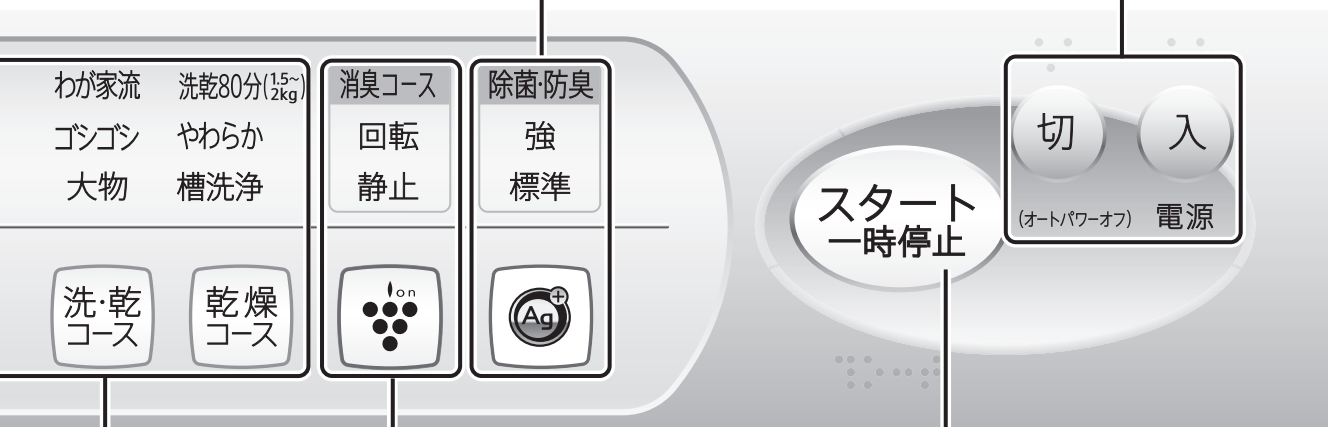 わが家流 洗乾80分(1.5~2kg)
ゴシゴシ やわらか
大物 槽洗浄
洗・乾
コース
乾燥
コース
消臭コース
回転
静止
ion
除菌・防臭
強
標準
Ag+
スタート
一時停止
切 入
(オートパワーオフ) 電源